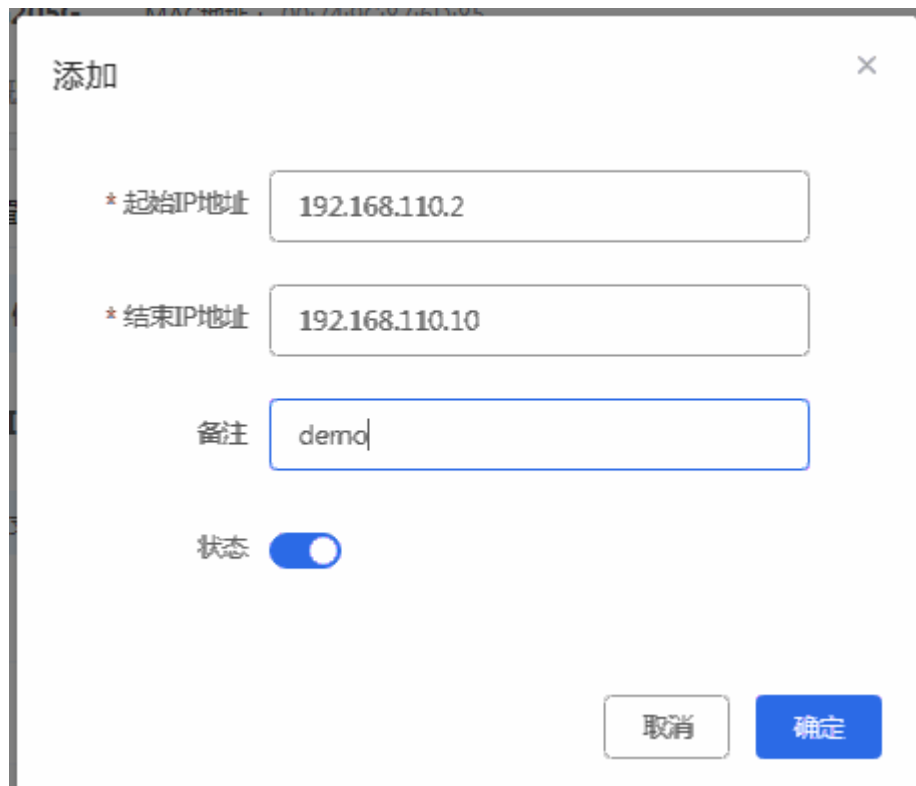 添加
* 起始IP地址 192.168.110.2
* 结束IP地址 192.168.110.10
备注 demo
状态
取消 确定